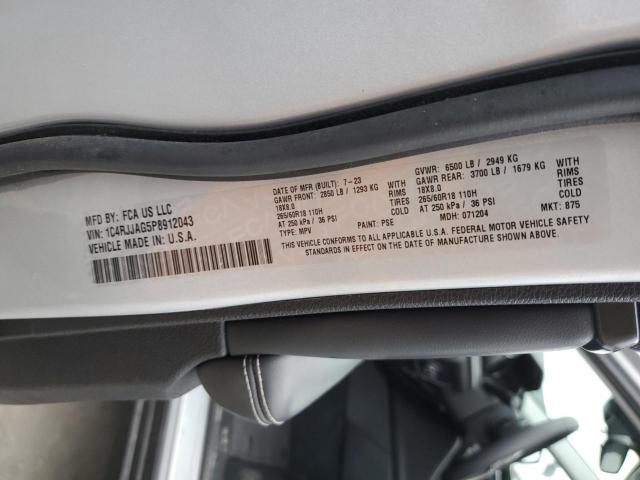 MFD BY: FCA US LLC
VIN: 1C4RJJAG5P8912043
VEHICLE MADE IN: U.S.A.
DATE OF MFR (BUILT): 7-23
GAWR FRONT: 2850 LB / 1293 KG WITH
18X8.0 RIMS
265/60R18 110H TIRES
AT 250 kPa / 36 PSI COLD
TYPE: MPV PAINT: PSE
GVWR: 6500 LB / 2949 KG
GAWR REAR: 3700 LB / 1679 KG WITH
18X8.0 RIMS
265/60R18 110H TIRES
AT 250 kPa / 36 PSI COLD
MDH: 071204 MKT: 875
THIS VEHICLE CONFORMS TO ALL APPLICABLE U.S.A. FEDERAL MOTOR VEHICLE SAFETY
STANDARDS IN EFFECT ON THE DATE OF MANUFACTURE SHOWN ABOVE.